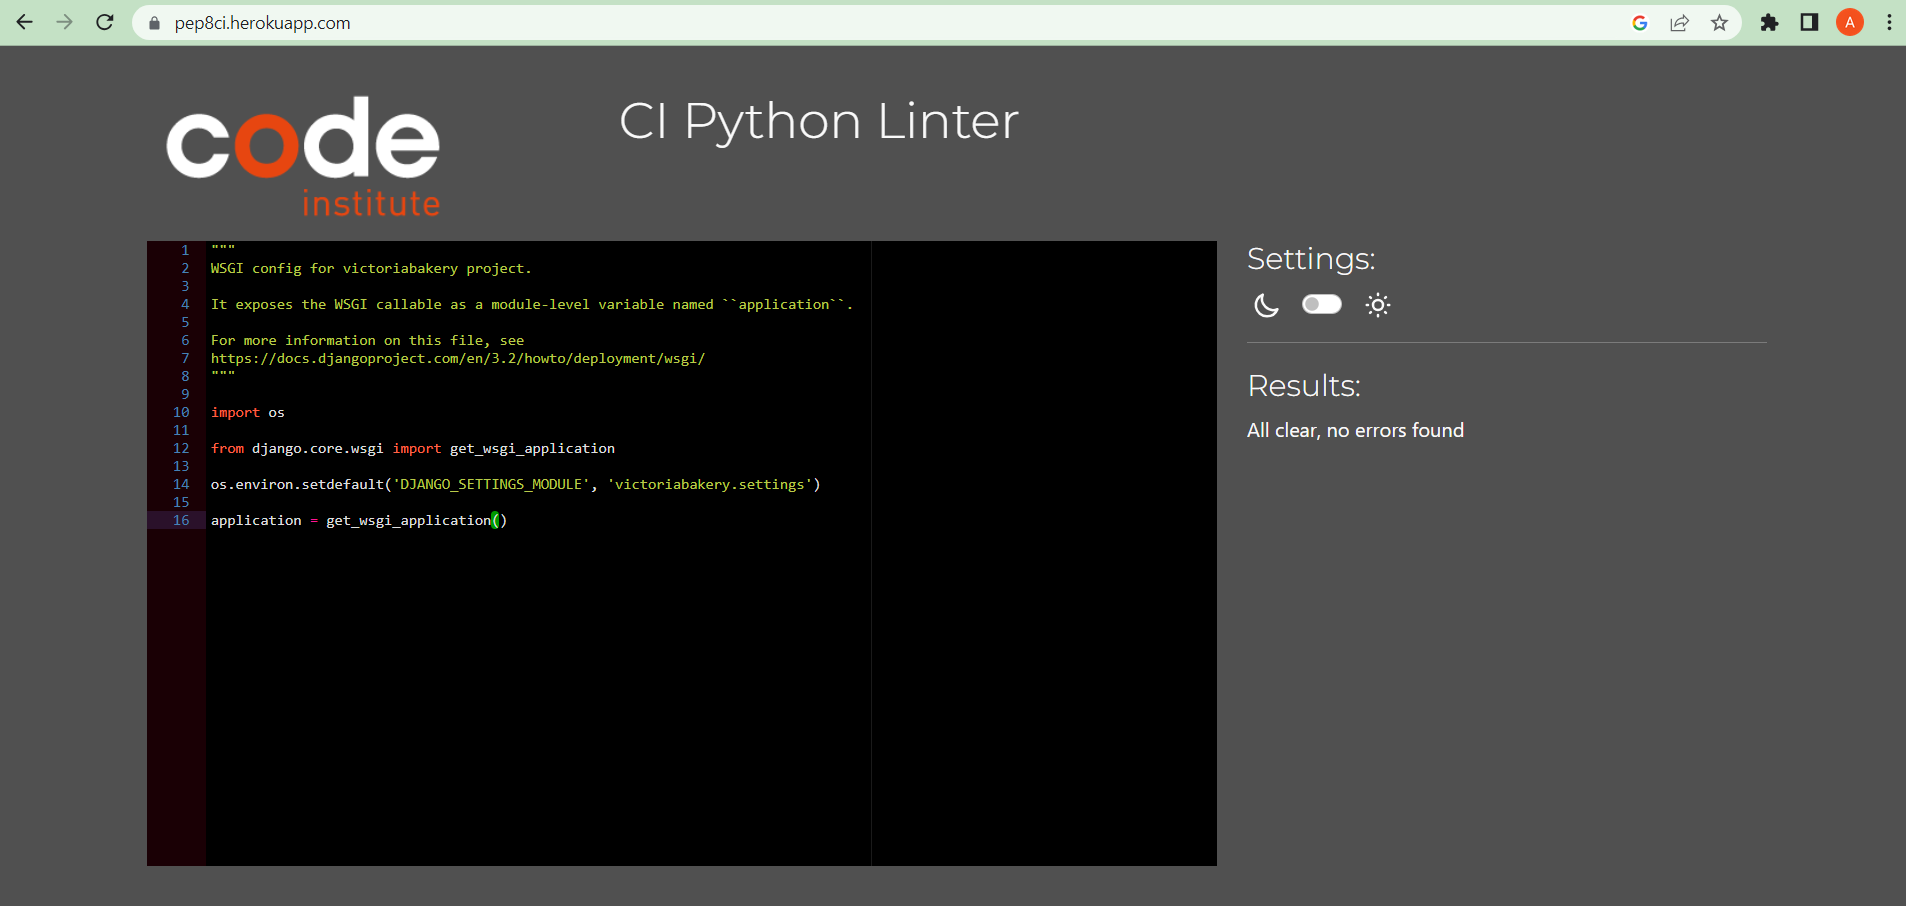 pep8ci.herokuapp.com
A
code
institute
CI Python Linter
1 """
2 WSGI config for victoriabakery project.
3
4 It exposes the WSGI callable as a module-level variable named ``application``.
5
6 For more information on this file, see
7 https://docs.djangoproject.com/en/3.2/howto/deployment/wsgi/
8 """
9
10 import os
11
12 from django.core.wsgi import get_wsgi_application
13
14 os.environ.setdefault('DJANGO_SETTINGS_MODULE', 'victoriabakery.settings')
15
16 application = get_wsgi_application()
Settings:
Results:
All clear, no errors found